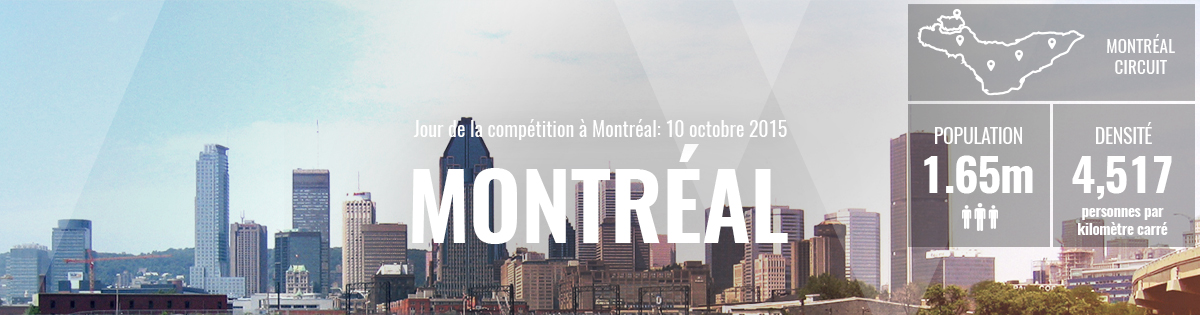 Jour de la compétition à Montréal: 10 octobre 2015
MONTRÉAL
MONTRÉAL
CIRCUIT
POPULATION
1.65m
DENSITÉ
4,517
personnes par
kilomètre carré